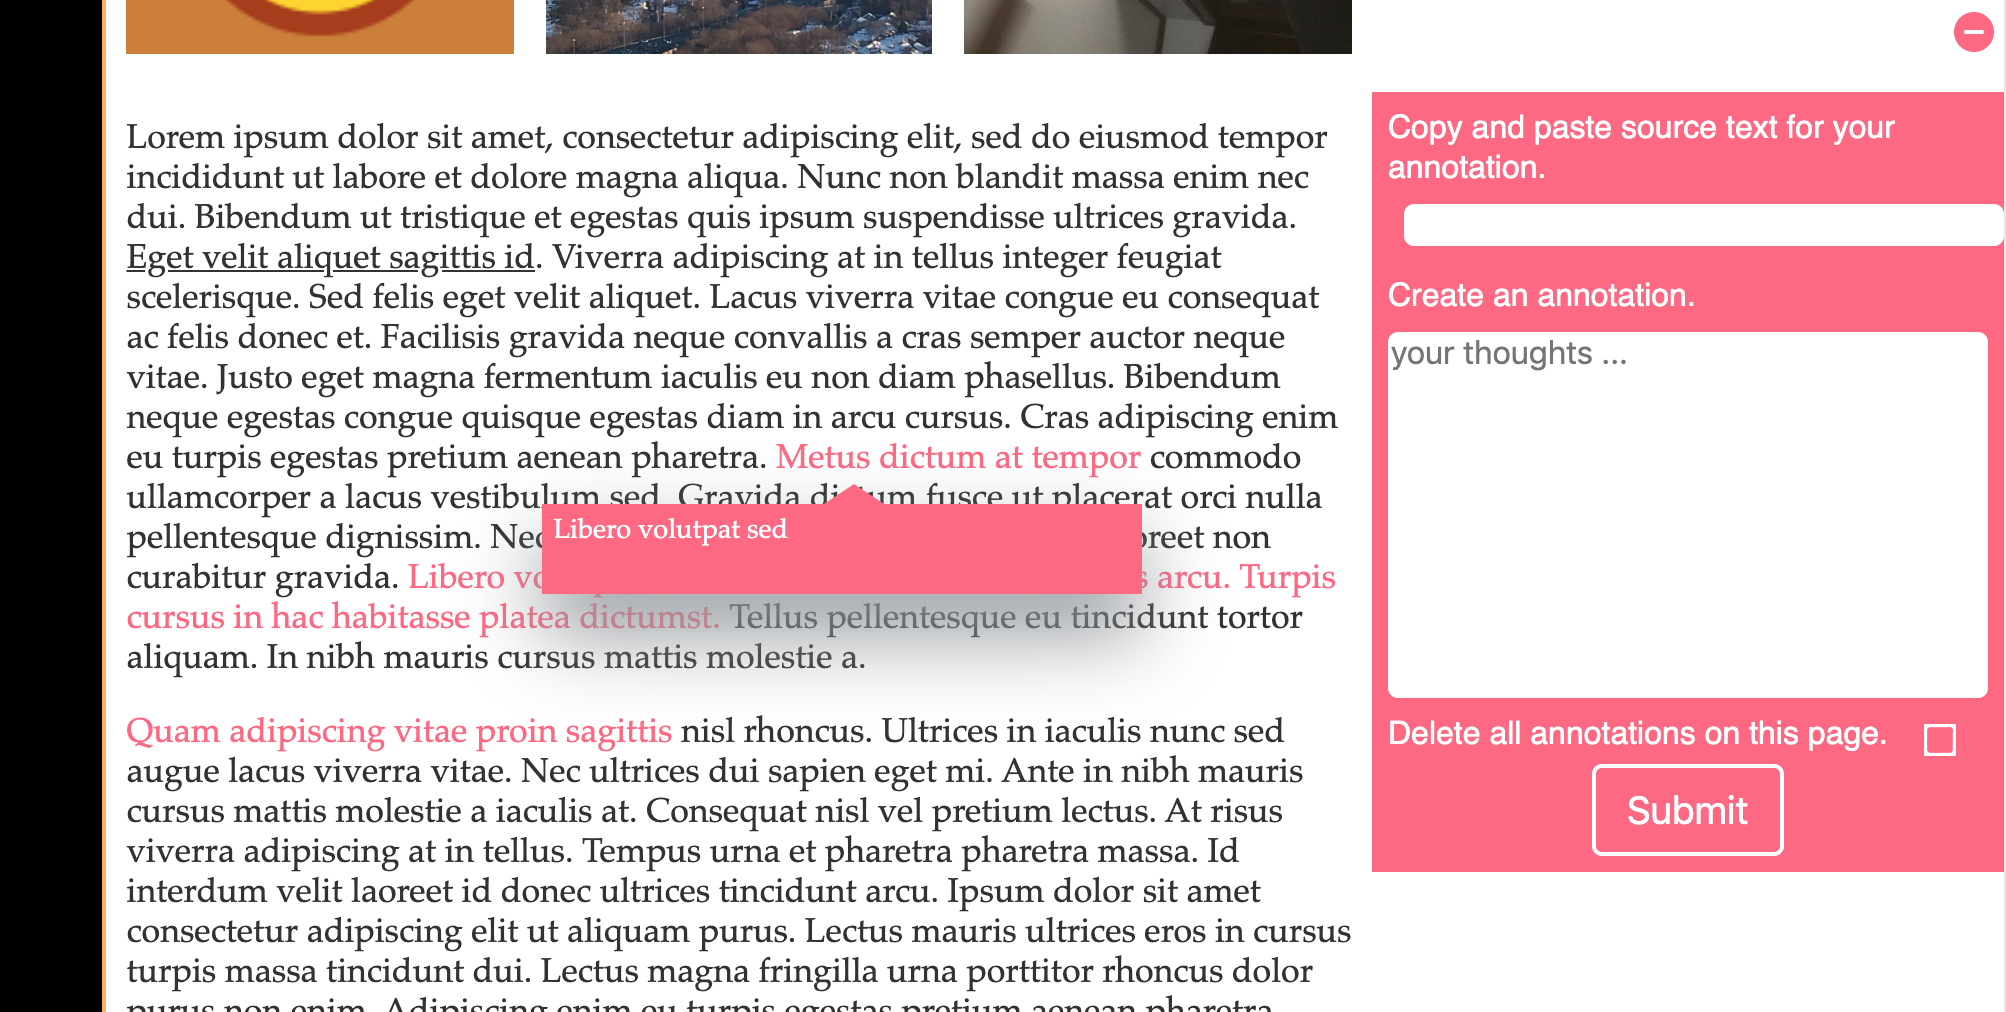 Lorem ipsum dolor sit amet, consectetur adipiscing elit, sed do eiusmod tempor
incididunt ut labore et dolore magna aliqua. Nunc non blandit massa enim nec
dui. Bibendum ut tristique et egestas quis ipsum suspendisse ultrices gravida.
Eget velit aliquet sagittis id. Viverra adipiscing at in tellus integer feugiat
scelerisque. Sed felis eget velit aliquet. Lacus viverra vitae congue eu consequat
ac felis donec et. Facilisis gravida neque convallis a cras semper auctor neque
vitae. Justo eget magna fermentum iaculis eu non diam phasellus. Bibendum
neque egestas congue quisque egestas diam in arcu cursus. Cras adipiscing enim
eu turpis egestas pretium aenean pharetra. Metus dictum at tempor commodo
ullamcorper a lacus vestibulum sed. Gravida dictum fusce ut placerat orci nulla
pellentesque dignissim. non
Libero volutpat sed
curabitur gravida. Libero arcu. Turpis
cursus in hac habitasse platea dictumst. Tellus pellentesque eu tincidunt tortor
aliquam. In nibh mauris cursus mattis molestie a.
Quam adipiscing vitae proin sagittis nisl rhoncus. Ultrices in iaculis nunc sed
augue lacus viverra vitae. Nec ultrices dui sapien eget mi. Ante in nibh mauris
cursus mattis molestie a iaculis at. Consequat nisl vel pretium lectus. At risus
viverra adipiscing at in tellus. Tempus urna et pharetra pharetra massa. Id
interdum velit laoreet id donec ultrices tincidunt arcu. Ipsum dolor sit amet
consectetur adipiscing elit ut aliquam purus. Lectus mauris ultrices eros in cursus
turpis massa tincidunt dui. Lectus magna fringilla urna porttitor rhoncus dolor
purus non enim. Adipiscing enim eu turpis egestas pretium aenean pharetra
Copy and paste source text for your
annotation.
Create an annotation.
your thoughts ...
Delete all annotations on this page.
Submit